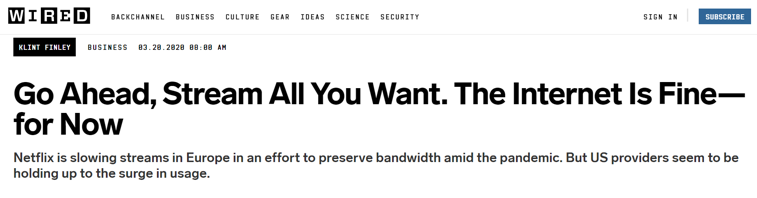 WIRED BACKCHANNEL BUSINESS CULTURE GEAR IDEAS SCIENCE SECURITY SIGN IN SUBSCRIBE
KLINT FINLEY BUSINESS 03.20.2020 08:00 AM
Go Ahead, Stream All You Want. The Internet Is Fine—
for Now
Netflix is slowing streams in Europe in an effort to preserve bandwidth amid the pandemic. But US providers seem to be
holding up to the surge in usage.